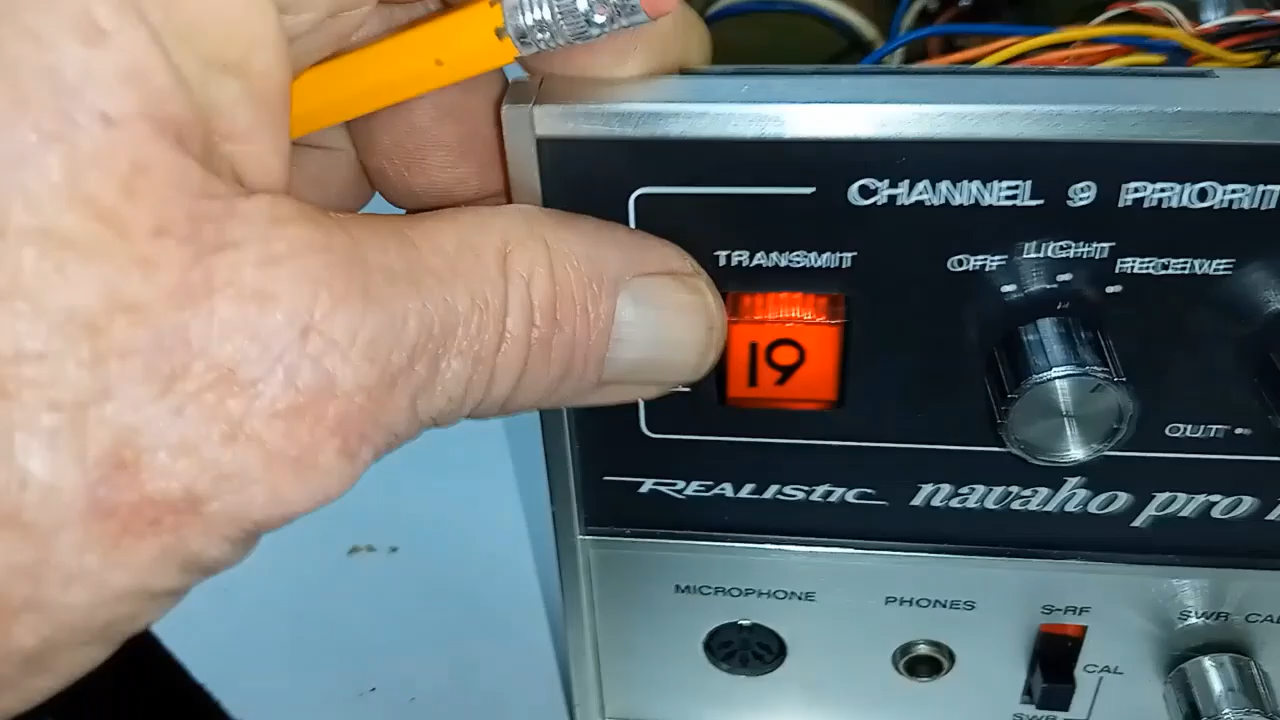 CHANNEL 9 PRIORIT
TRANSMIT
OFF LIGHT RECEIVE
19
OUT
REALISTIC navaho pro
MICROPHONE PHONES S-RF SWR CAL
CAL
SWR